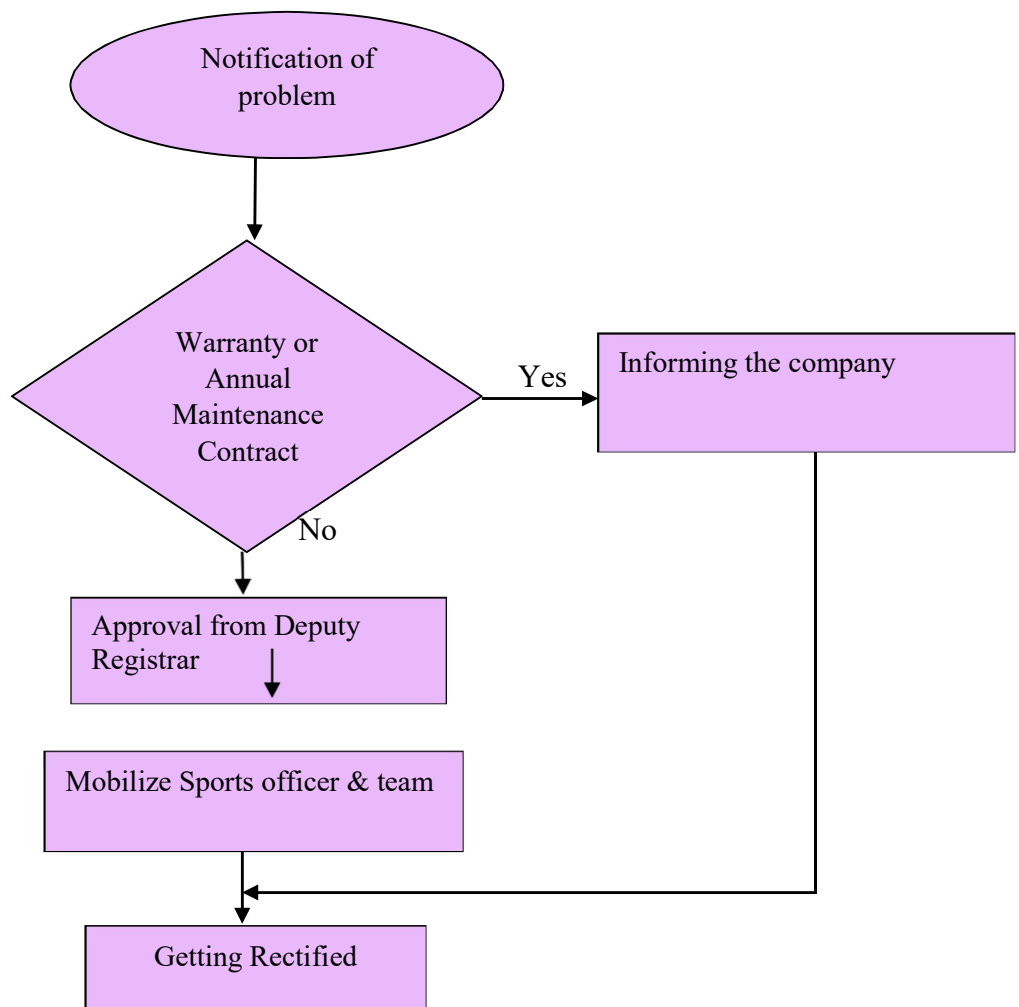 Notification of
problem
Warranty or
Annual
Maintenance
Contract
Yes
Informing the company
No
Approval from Deputy
Registrar
Mobilize Sports officer & team
Getting Rectified